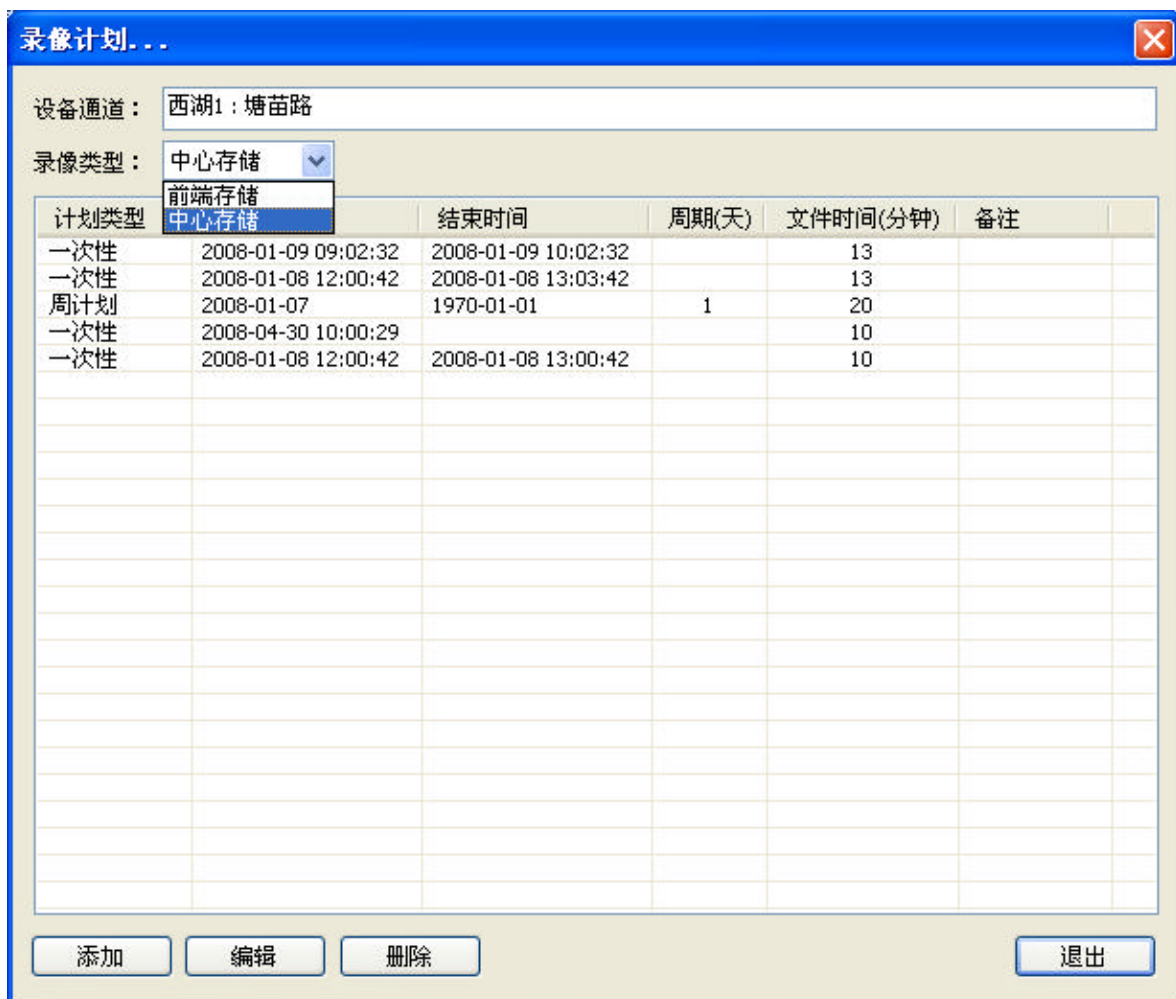 录像计划...
设备通道： 西湖1：塘苗路
录像类型： 中心存储
前端存储
中心存储
计划类型 结束时间 周期(天) 文件时间(分钟) 备注
一次性 2008-01-09 09:02:32 2008-01-09 10:02:32 13
一次性 2008-01-08 12:00:42 2008-01-08 13:03:42 13
周计划 2008-01-07 1970-01-01 1 20
一次性 2008-04-30 10:00:29 10
一次性 2008-01-08 12:00:42 2008-01-08 13:00:42 10
添加 编辑 删除 退出